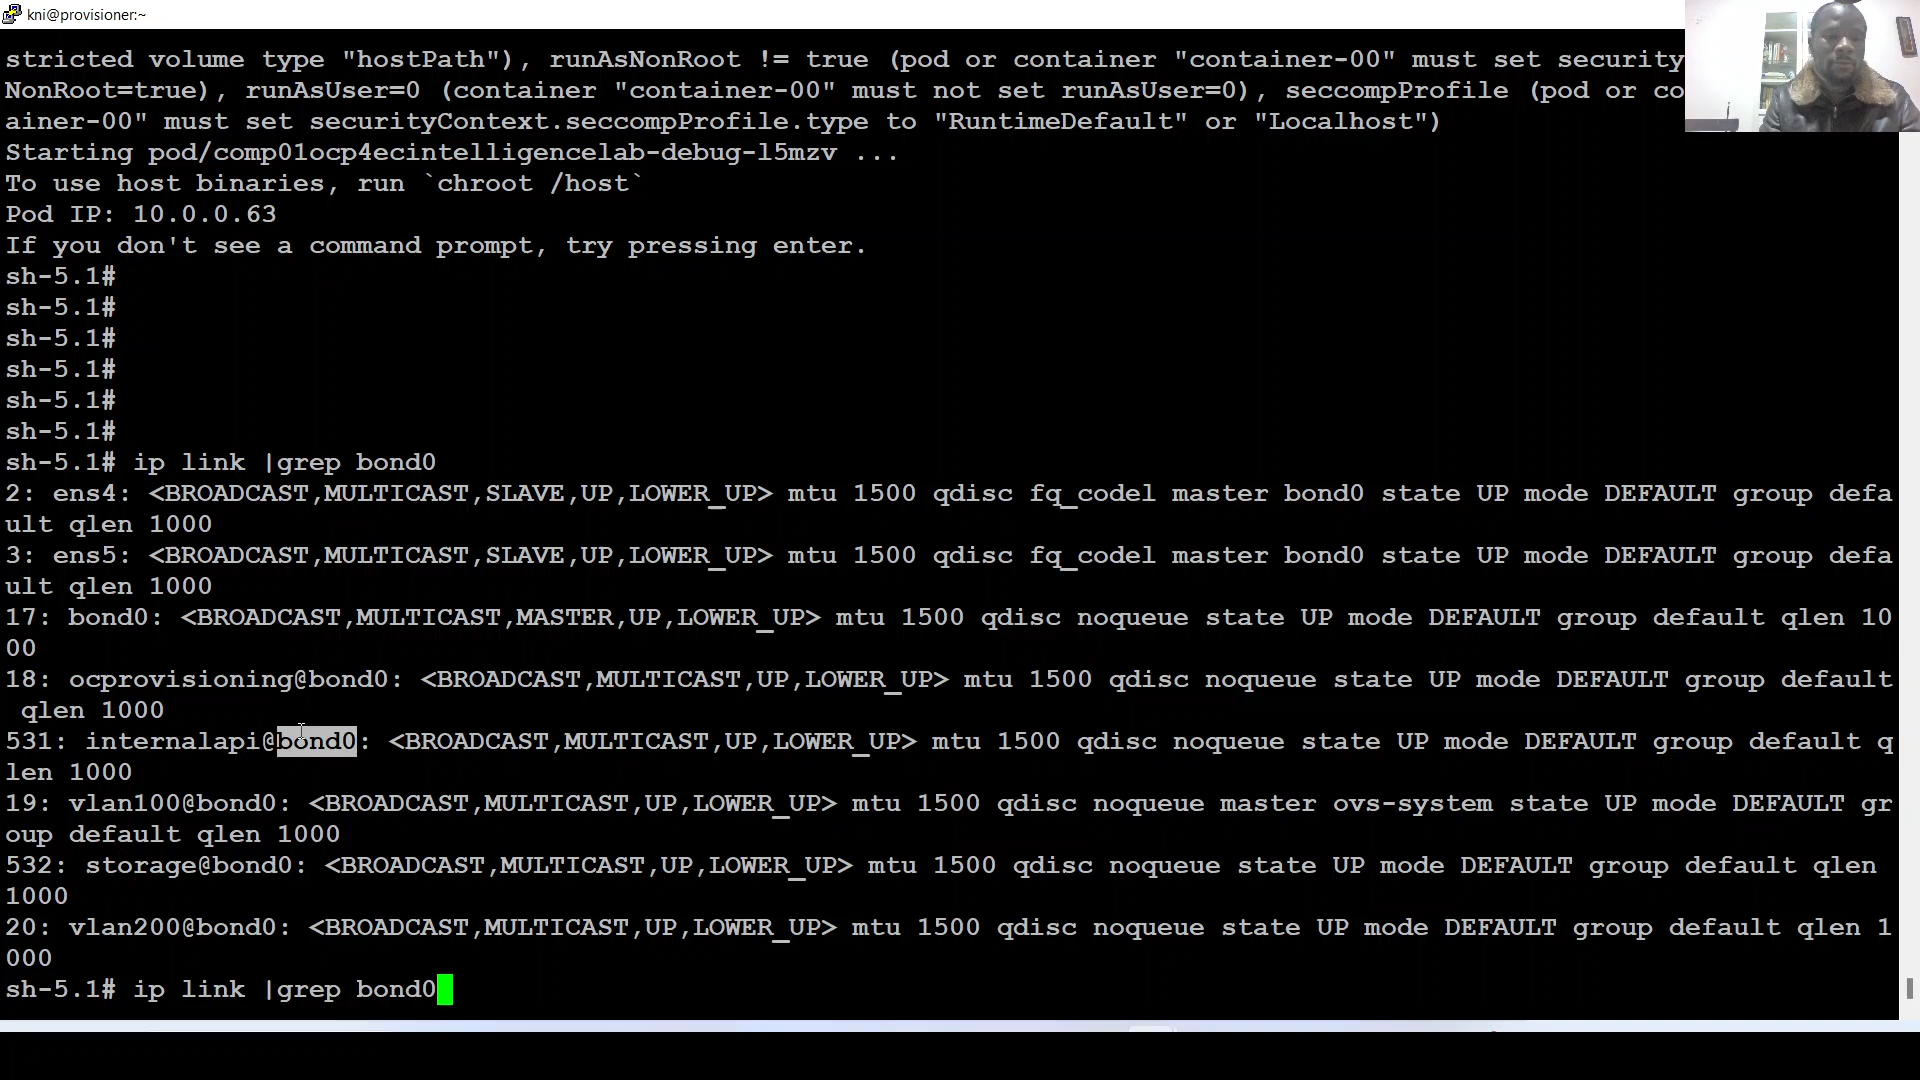 kni@provisioner:~
stricted volume type "hostPath"), runAsNonRoot != true (pod or container "container-00" must set security
NonRoot=true), runAsUser=0 (container "container-00" must not set runAsUser=0), seccompProfile (pod or co
ainer-00" must set securityContext.seccompProfile.type to "RuntimeDefault" or "Localhost")
Starting pod/comp01ocp4ecintelligencelab-debug-l5mzv ...
To use host binaries, run `chroot /host`
Pod IP: 10.0.0.63
If you don't see a command prompt, try pressing enter.
sh-5.1#
sh-5.1#
sh-5.1#
sh-5.1#
sh-5.1#
sh-5.1#
sh-5.1# ip link |grep bond0
2: ens4: <BROADCAST,MULTICAST,SLAVE,UP,LOWER_UP> mtu 1500 qdisc fq_codel master bond0 state UP mode DEFAULT group defa
ult qlen 1000
3: ens5: <BROADCAST,MULTICAST,SLAVE,UP,LOWER_UP> mtu 1500 qdisc fq_codel master bond0 state UP mode DEFAULT group defa
ult qlen 1000
17: bond0: <BROADCAST,MULTICAST,MASTER,UP,LOWER_UP> mtu 1500 qdisc noqueue state UP mode DEFAULT group default qlen 10
00
18: ocprovisioning@bond0: <BROADCAST,MULTICAST,UP,LOWER_UP> mtu 1500 qdisc noqueue state UP mode DEFAULT group default
 qlen 1000
531: internalapi@bond0: <BROADCAST,MULTICAST,UP,LOWER_UP> mtu 1500 qdisc noqueue state UP mode DEFAULT group default q
len 1000
19: vlan100@bond0: <BROADCAST,MULTICAST,UP,LOWER_UP> mtu 1500 qdisc noqueue master ovs-system state UP mode DEFAULT gr
oup default qlen 1000
532: storage@bond0: <BROADCAST,MULTICAST,UP,LOWER_UP> mtu 1500 qdisc noqueue state UP mode DEFAULT group default qlen
1000
20: vlan200@bond0: <BROADCAST,MULTICAST,UP,LOWER_UP> mtu 1500 qdisc noqueue state UP mode DEFAULT group default qlen 1
000
sh-5.1# ip link |grep bond0